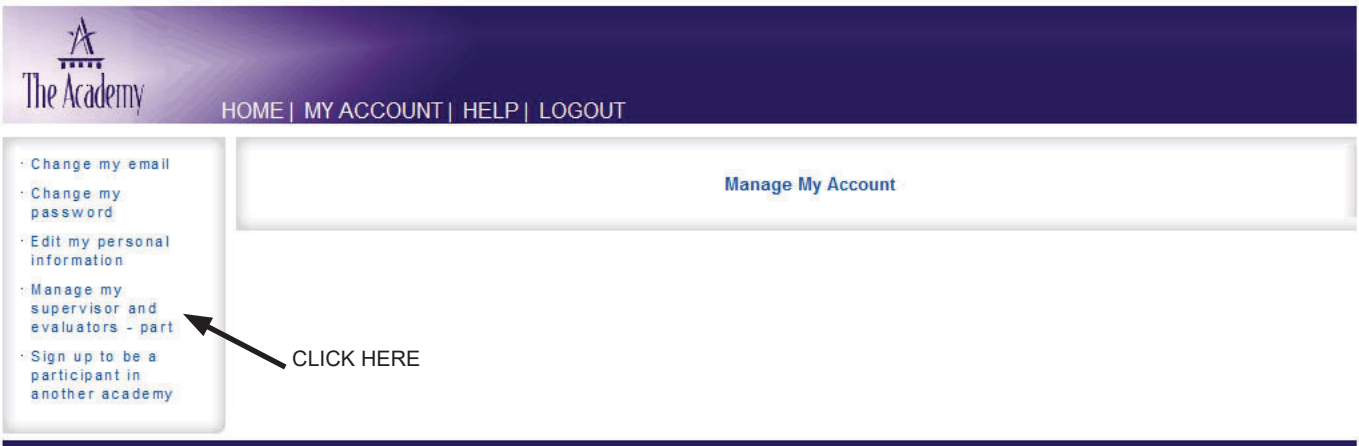 The Academy
HOME | MY ACCOUNT | HELP | LOGOUT
· Change my email
· Change my
password
· Edit my personal
information
· Manage my
supervisor and
evaluators - part
· Sign up to be a
participant in
another academy
Manage My Account
CLICK HERE